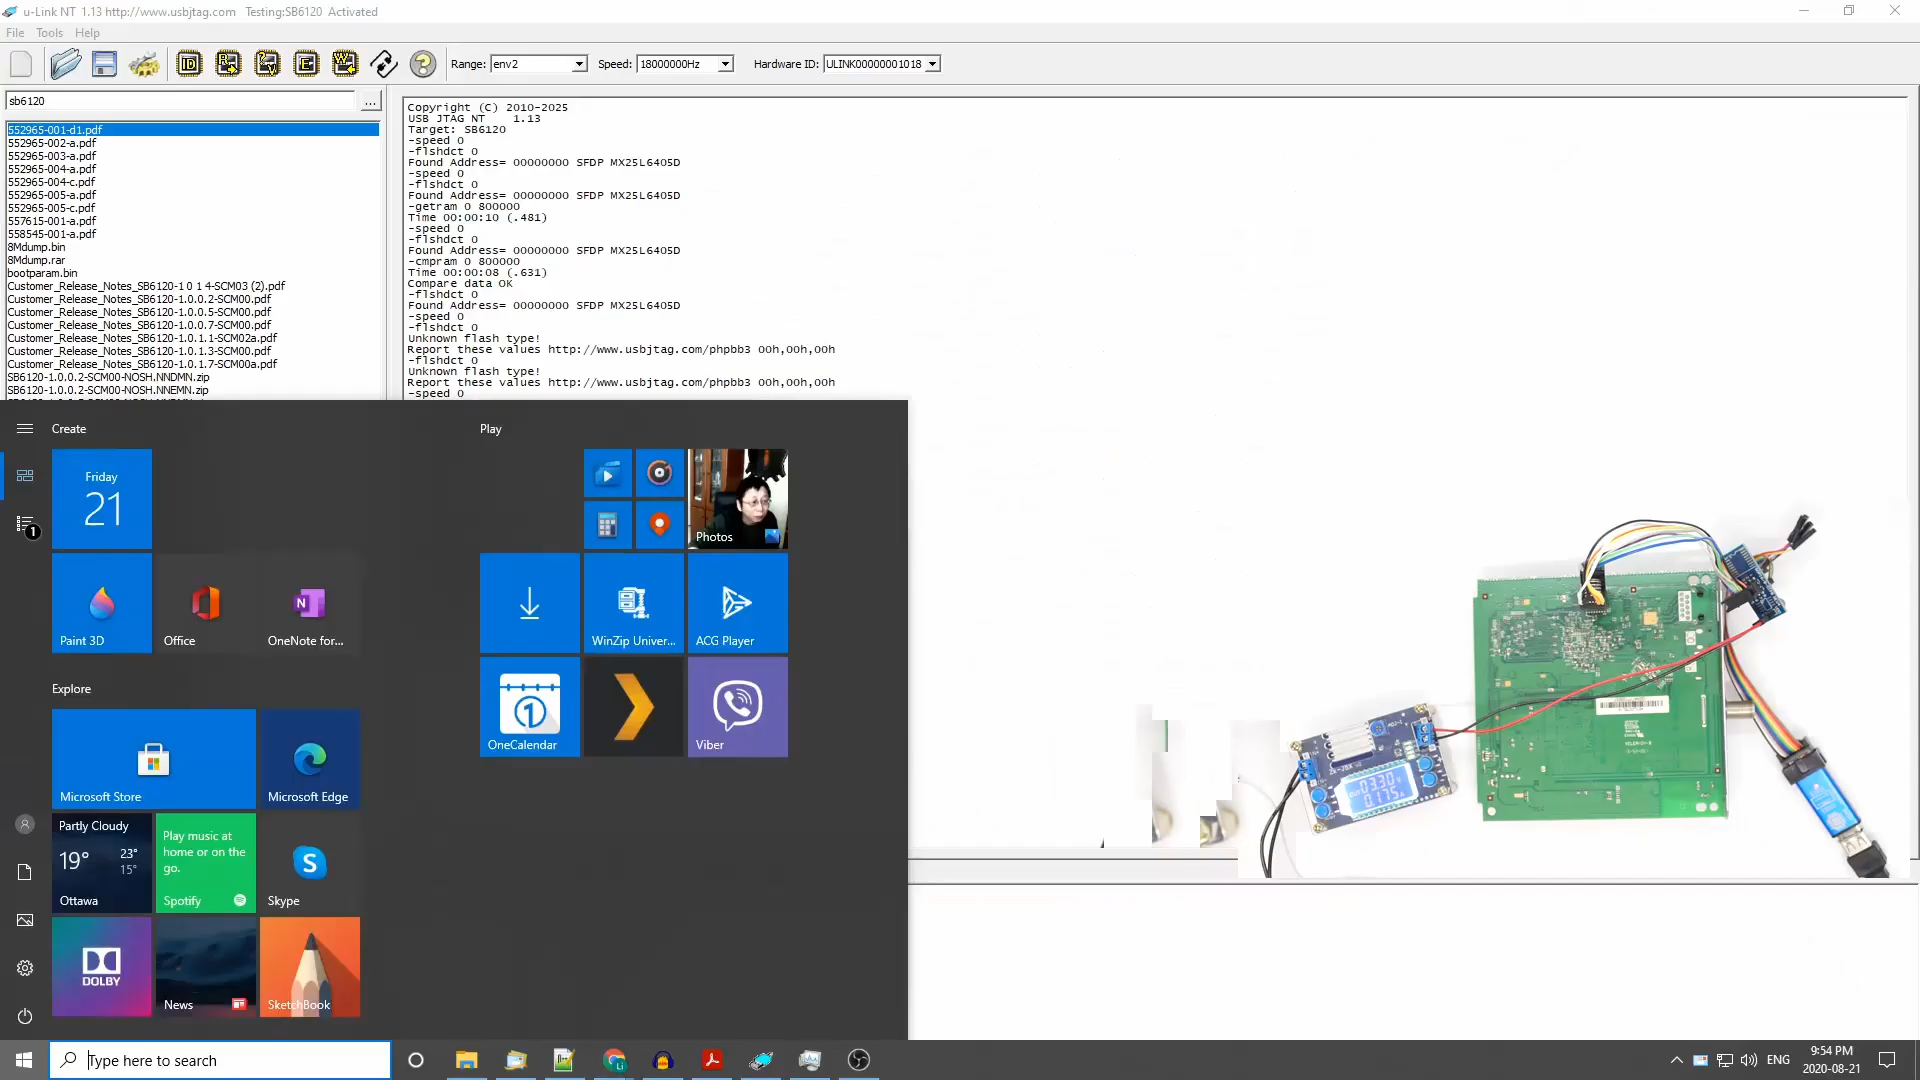 u-Link NT 1.13 http://www.usbjtag.com Testing:SB6120 Activated
File Tools Help
Range: env2 Speed: 18000000Hz Hardware ID: ULINK00000001018
sb6120
...
552965-001-d1.pdf
552965-002-a.pdf
552965-003-a.pdf
552965-004-a.pdf
552965-004-c.pdf
552965-005-a.pdf
552965-005-c.pdf
557615-001-a.pdf
558545-001-a.pdf
8Mdump.bin
8Mdump.rar
bootparam.bin
Customer_Release_Notes_SB6120-1 0 1 4-SCM03 (2).pdf
Customer_Release_Notes_SB6120-1.0.0.2-SCM00.pdf
Customer_Release_Notes_SB6120-1.0.0.5-SCM00.pdf
Customer_Release_Notes_SB6120-1.0.0.7-SCM00.pdf
Customer_Release_Notes_SB6120-1.0.1.1-SCM02a.pdf
Customer_Release_Notes_SB6120-1.0.1.3-SCM00.pdf
Customer_Release_Notes_SB6120-1.0.1.7-SCM00a.pdf
SB6120-1.0.0.2-SCM00-NOSH.NNDMN.zip
SB6120-1.0.0.2-SCM00-NOSH.NNEMN.zip
Copyright (C) 2010-2025
USB JTAG NT 1.13
Target: SB6120
-speed 0
-flshdct 0
Found Address= 00000000 SFDP MX25L6405D
-speed 0
-flshdct 0
Found Address= 00000000 SFDP MX25L6405D
-getram 0 800000
Time 00:00:10 (.481)
-speed 0
-flshdct 0
Found Address= 00000000 SFDP MX25L6405D
-cmpram 0 800000
Time 00:00:08 (.631)
Compare data OK
-flshdct 0
Found Address= 00000000 SFDP MX25L6405D
-speed 0
-flshdct 0
Unknown flash type!
Report these values http://www.usbjtag.com/phpbb3 00h,00h,00h
-flshdct 0
Unknown flash type!
Report these values http://www.usbjtag.com/phpbb3 00h,00h,00h
-speed 0
Create
Friday
21
Paint 3D
Office
OneNote for...
Explore
Microsoft Store
Microsoft Edge
Partly Cloudy
19° 23°
15°
Ottawa
Play music at
home or on the
go.
Spotify
Skype
DOLBY
News
SketchBook
Play
Photos
WinZip Univer...
ACG Player
1
OneCalendar
Viber
1
03.30
0.175A
Type here to search
ENG
9:54 PM
2020-08-21